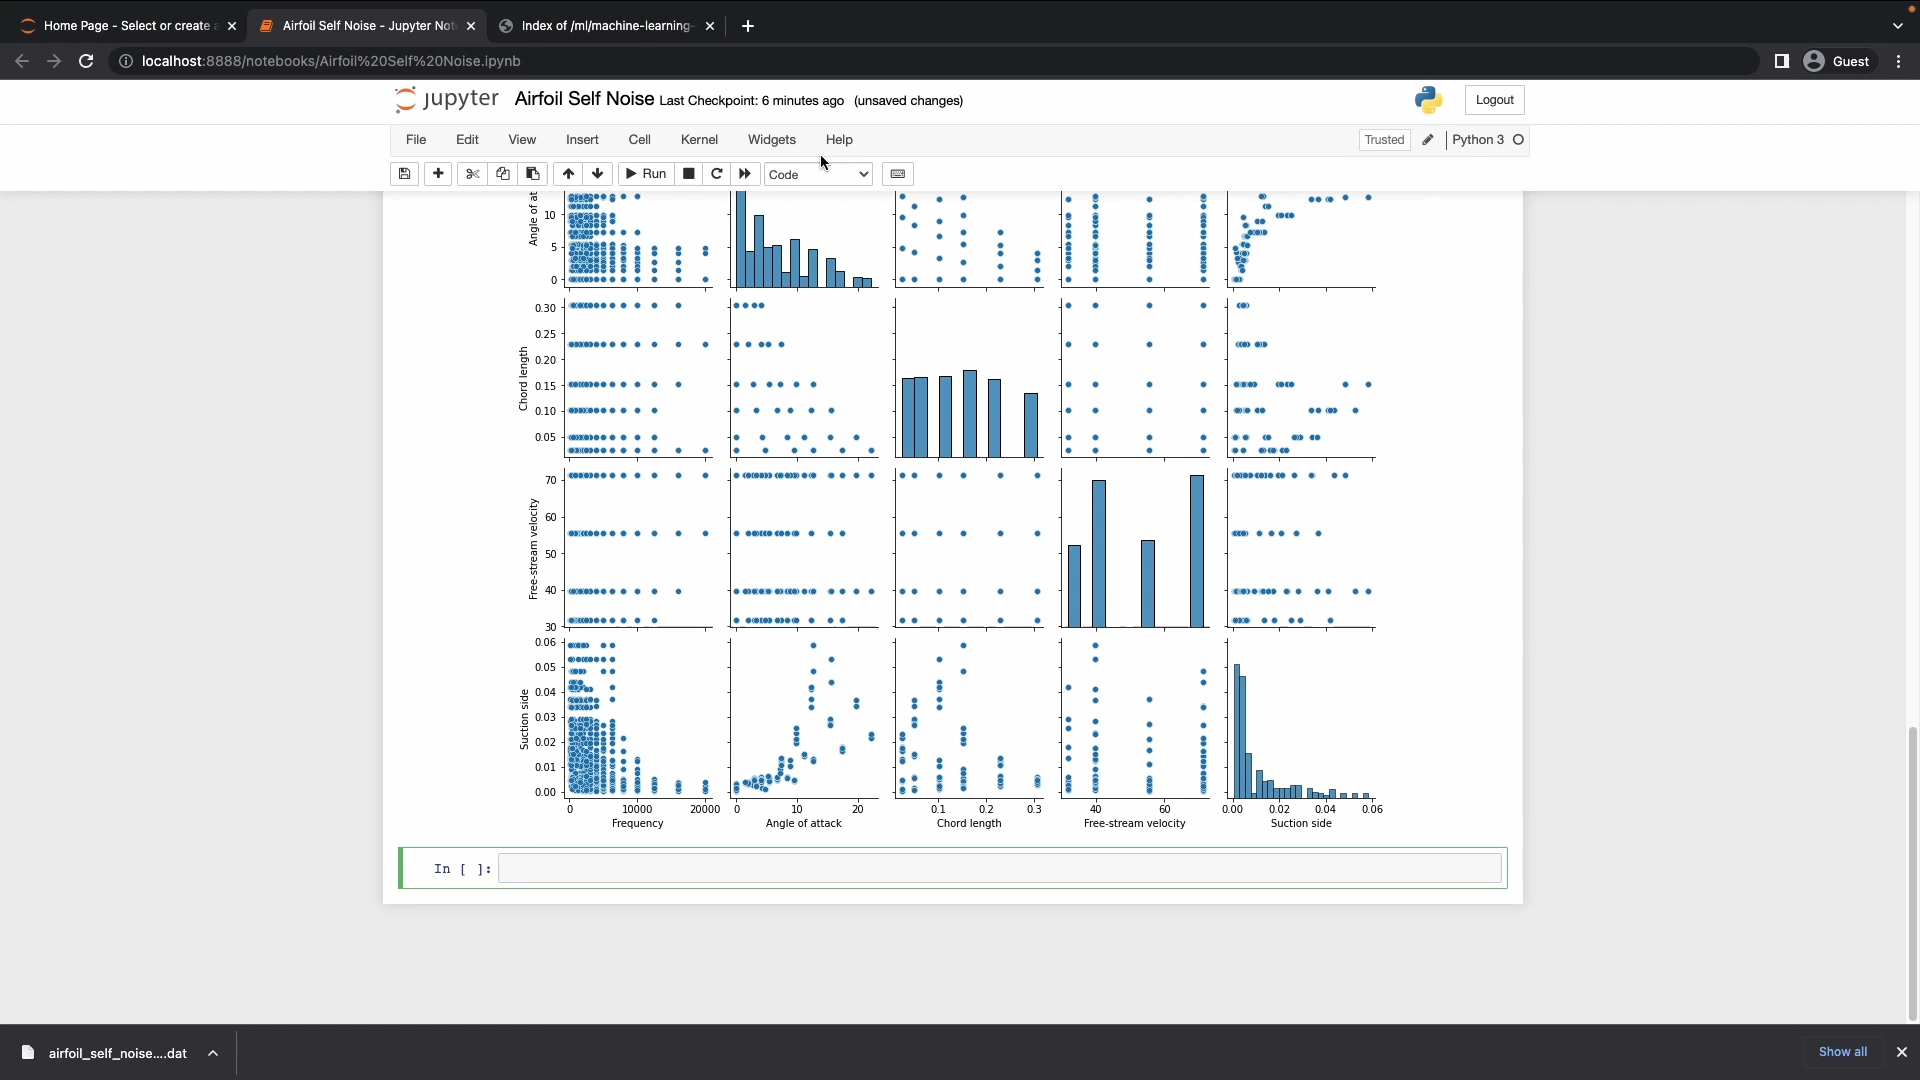 Home Page - Select or create a
Airfoil Self Noise - Jupyter Not
Index of /ml/machine-learning-
localhost:8888/notebooks/Airfoil%20Self%20Noise.ipynb
Guest
jupyter Airfoil Self Noise Last Checkpoint: 6 minutes ago (unsaved changes)
Logout
File Edit View Insert Cell Kernel Widgets Help
Trusted Python 3
Run Code
Angle of at
10
5
0
Chord length
0.30
0.25
0.20
0.15
0.10
0.05
Free-stream velocity
70
60
50
40
30
Suction side
0.06
0.05
0.04
0.03
0.02
0.01
0.00
0 10000 20000 0 10 20 0.1 0.2 0.3 40 60 0.00 0.02 0.04 0.06
Frequency Angle of attack Chord length Free-stream velocity Suction side
In [ ]:
airfoil_self_noise....dat
Show all